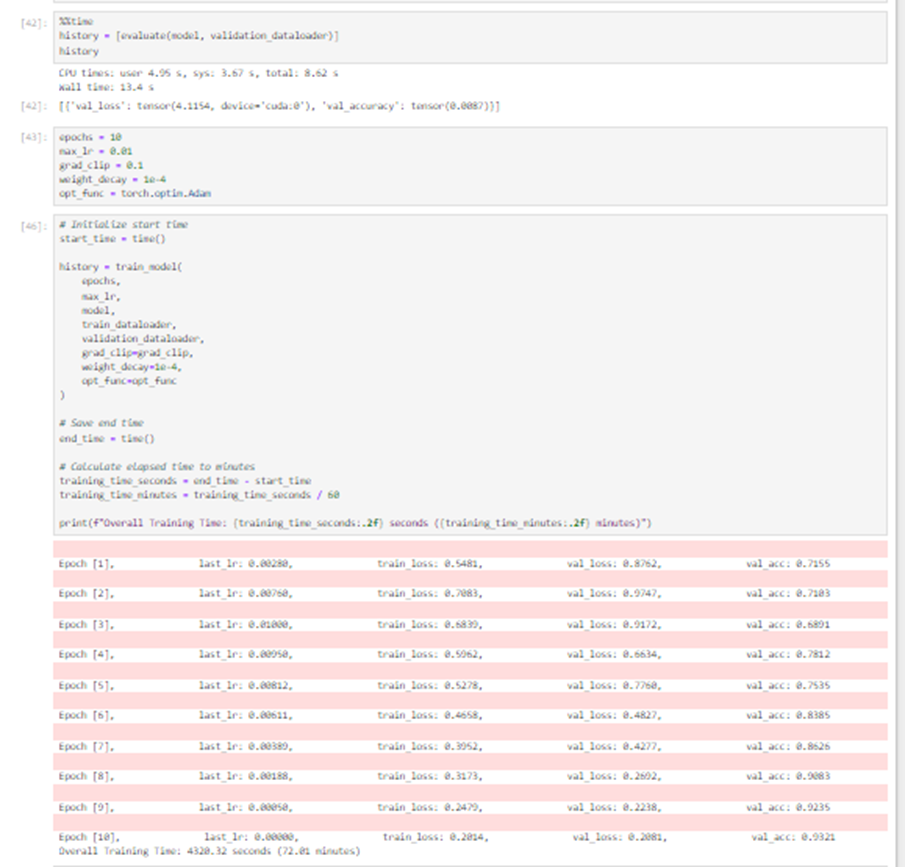 [42]: %%time
history = [evaluate(model, validation_dataloader)]
history
CPU times: user 4.95 s, sys: 3.67 s, total: 8.62 s
Wall time: 13.4 s
[42]: [{'val_loss': tensor(4.1154, device='cuda:0'), 'val_accuracy': tensor(0.0087)}]
[43]: epochs = 10
max_lr = 0.01
grad_clip = 0.1
weight_decay = 1e-4
opt_func = torch.optim.Adam
[46]: # Initialize start time
start_time = time()
history = train_model(
epochs,
max_lr,
model,
train_dataloader,
validation_dataloader,
grad_clip=grad_clip,
weight_decay=1e-4,
opt_func=opt_func
)
# Save end time
end_time = time()
# Calculate elapsed time to minutes
training_time_seconds = end_time - start_time
training_time_minutes = training_time_seconds / 60
print(f"Overall Training Time: {training_time_seconds:.2f} seconds ({training_time_minutes:.2f} minutes)")
Epoch [1], last_lr: 0.00280, train_loss: 0.5481, val_loss: 0.8762, val_acc: 0.7155
Epoch [2], last_lr: 0.00760, train_loss: 0.7083, val_loss: 0.9747, val_acc: 0.7103
Epoch [3], last_lr: 0.01000, train_loss: 0.6839, val_loss: 0.9172, val_acc: 0.6891
Epoch [4], last_lr: 0.00950, train_loss: 0.5962, val_loss: 0.6634, val_acc: 0.7812
Epoch [5], last_lr: 0.00812, train_loss: 0.5278, val_loss: 0.7760, val_acc: 0.7535
Epoch [6], last_lr: 0.00611, train_loss: 0.4658, val_loss: 0.4827, val_acc: 0.8385
Epoch [7], last_lr: 0.00389, train_loss: 0.3952, val_loss: 0.4277, val_acc: 0.8626
Epoch [8], last_lr: 0.00188, train_loss: 0.3173, val_loss: 0.2692, val_acc: 0.9083
Epoch [9], last_lr: 0.00050, train_loss: 0.2479, val_loss: 0.2238, val_acc: 0.9235
Epoch [10], last_lr: 0.00000, train_loss: 0.2014, val_loss: 0.2081, val_acc: 0.9321
Overall Training Time: 4320.32 seconds (72.01 minutes)